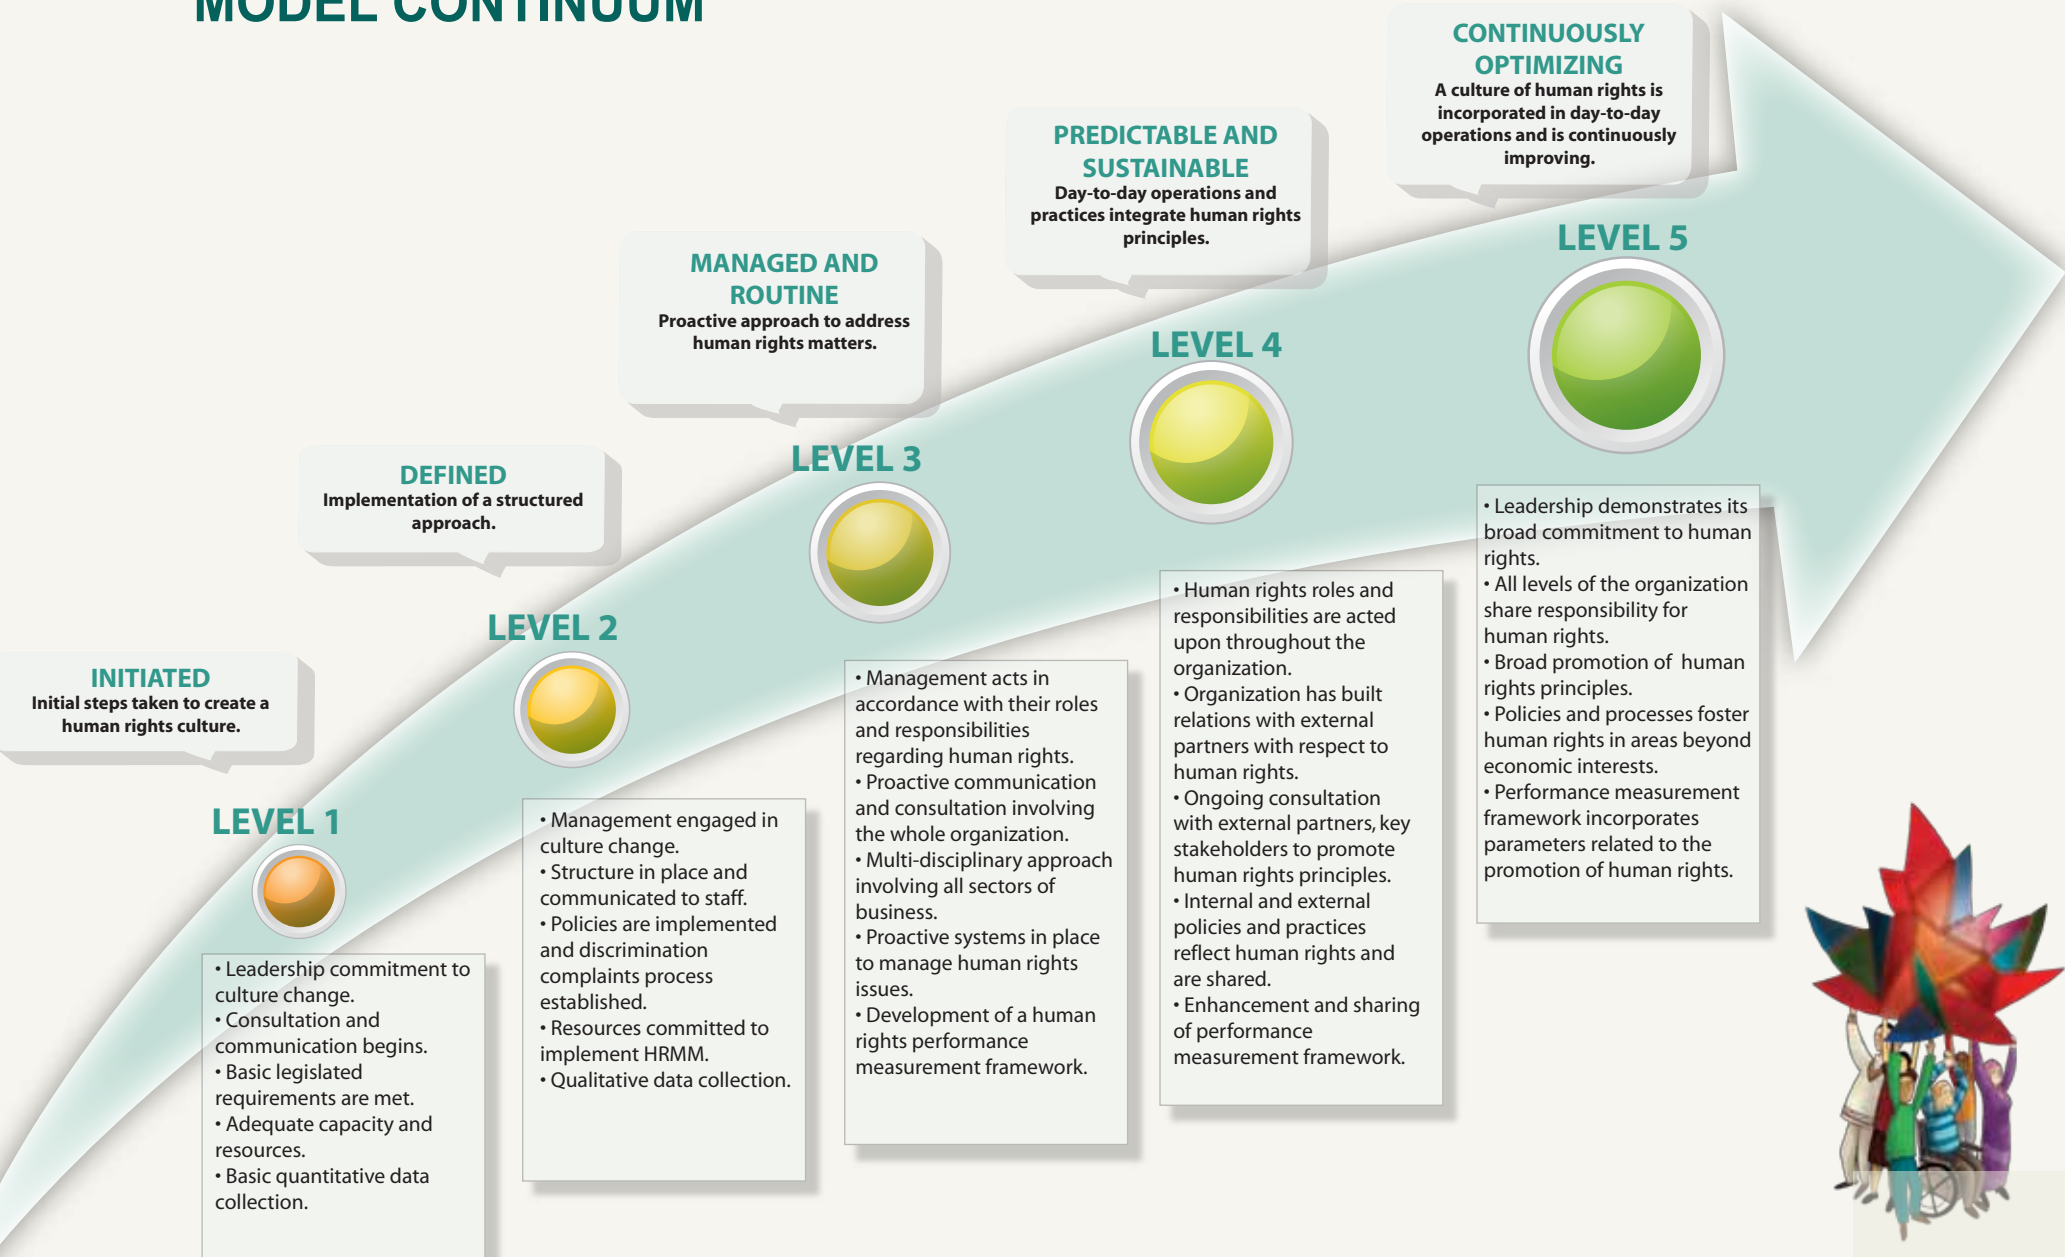 MODEL CONTINUUM
INITIATED
Initial steps taken to create a
human rights culture.
LEVEL 1
• Leadership commitment to
culture change.
• Consultation and
communication begins.
• Basic legislated
requirements are met.
• Adequate capacity and
resources.
• Basic quantitative data
collection.
DEFINED
Implementation of a structured
approach.
LEVEL 2
• Management engaged in
culture change.
• Structure in place and
communicated to staff.
• Policies are implemented
and discrimination
complaints process
established.
• Resources committed to
implement HRMM.
• Qualitative data collection.
MANAGED AND
ROUTINE
Proactive approach to address
human rights matters.
LEVEL 3
• Management acts in
accordance with their roles
and responsibilities
regarding human rights.
• Proactive communication
and consultation involving
the whole organization.
• Multi-disciplinary approach
involving all sectors of
business.
• Proactive systems in place
to manage human rights
issues.
• Development of a human
rights performance
measurement framework.
PREDICTABLE AND
SUSTAINABLE
Day-to-day operations and
practices integrate human rights
principles.
LEVEL 4
• Human rights roles and
responsibilities are acted
upon throughout the
organization.
• Organization has built
relations with external
partners with respect to
human rights.
• Ongoing consultation
with external partners, key
stakeholders to promote
human rights principles.
• Internal and external
policies and practices
reflect human rights and
are shared.
• Enhancement and sharing
of performance
measurement framework.
CONTINUOUSLY
OPTIMIZING
A culture of human rights is
incorporated in day-to-day
operations and is continuously
improving.
LEVEL 5
• Leadership demonstrates its
broad commitment to human
rights.
• All levels of the organization
share responsibility for
human rights.
• Broad promotion of human
rights principles.
• Policies and processes foster
human rights in areas beyond
economic interests.
• Performance measurement
framework incorporates
parameters related to the
promotion of human rights.